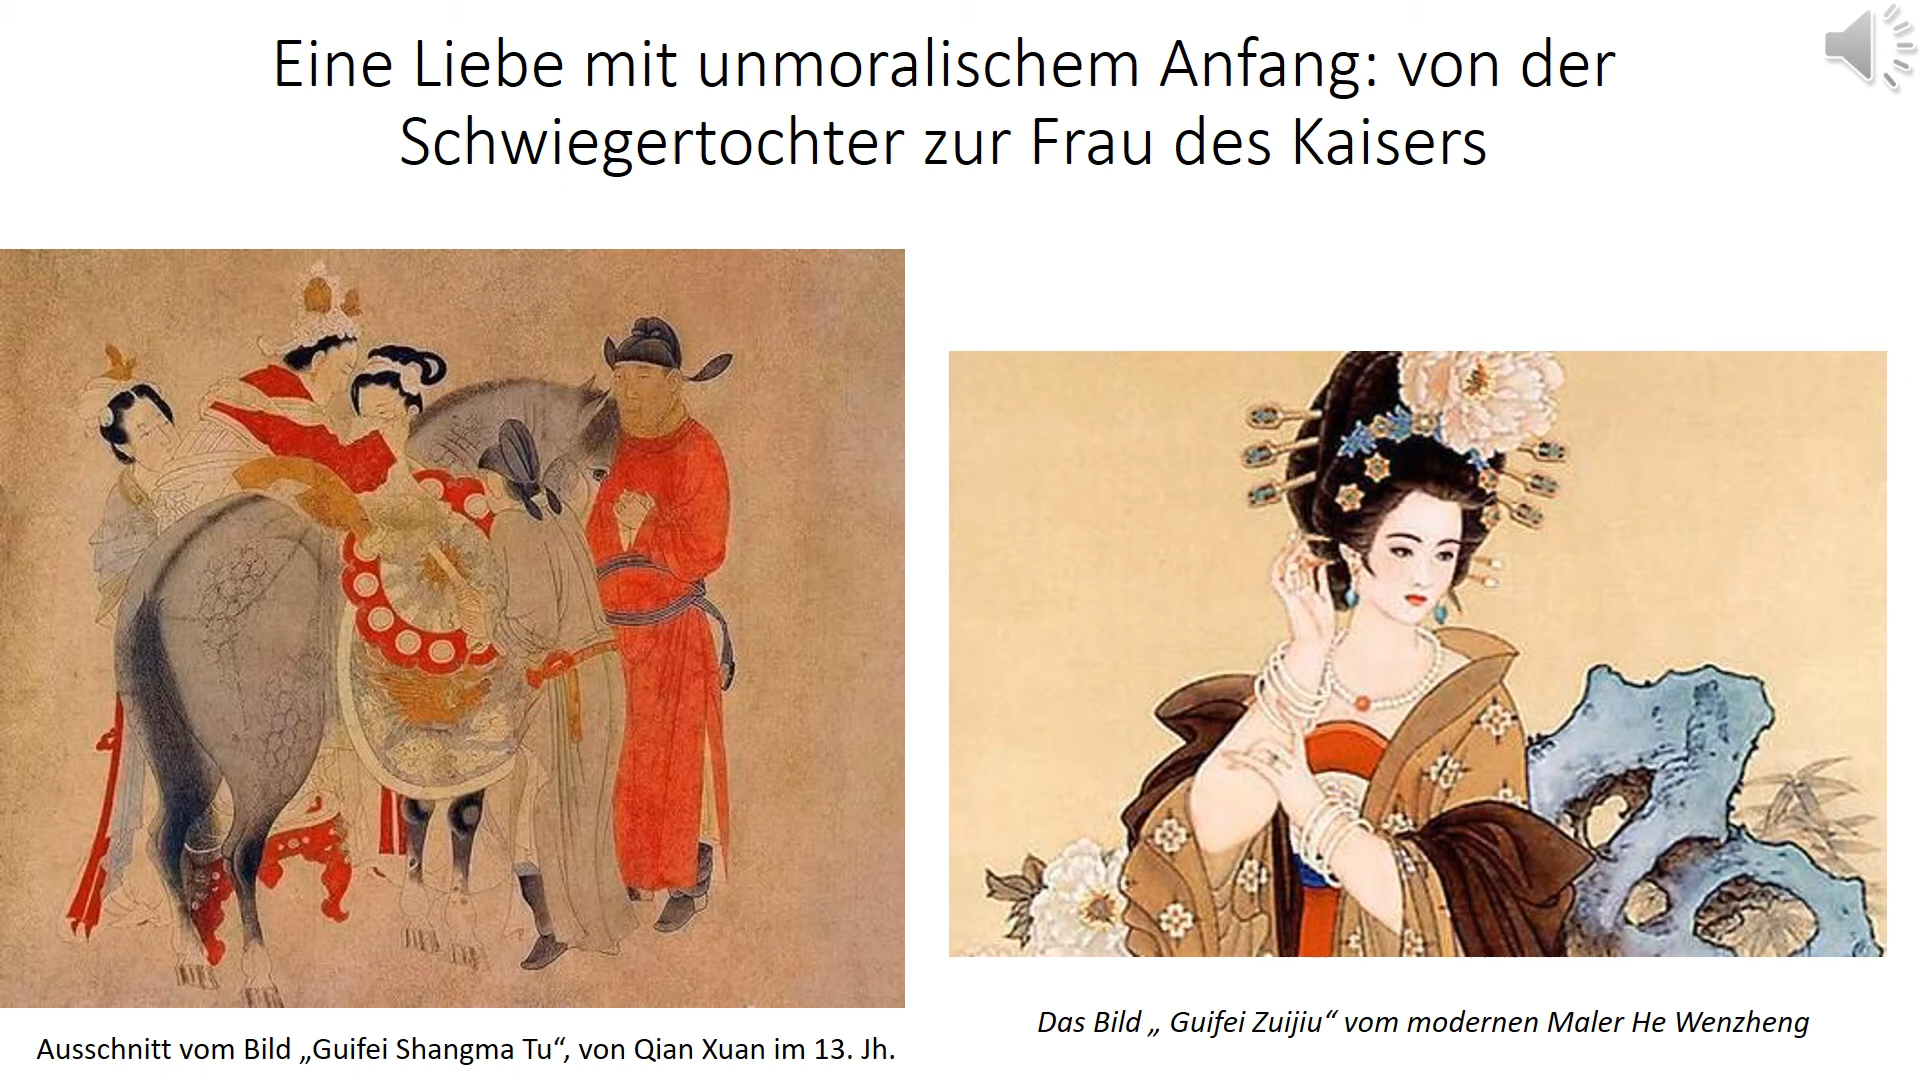 Eine Liebe mit unmoralischem Anfang: von der
Schwiegertochter zur Frau des Kaisers
Ausschnitt vom Bild „Guifei Shangma Tu“, von Qian Xuan im 13. Jh.
Das Bild „ Guifei Zuijiu“ vom modernen Maler He Wenzheng